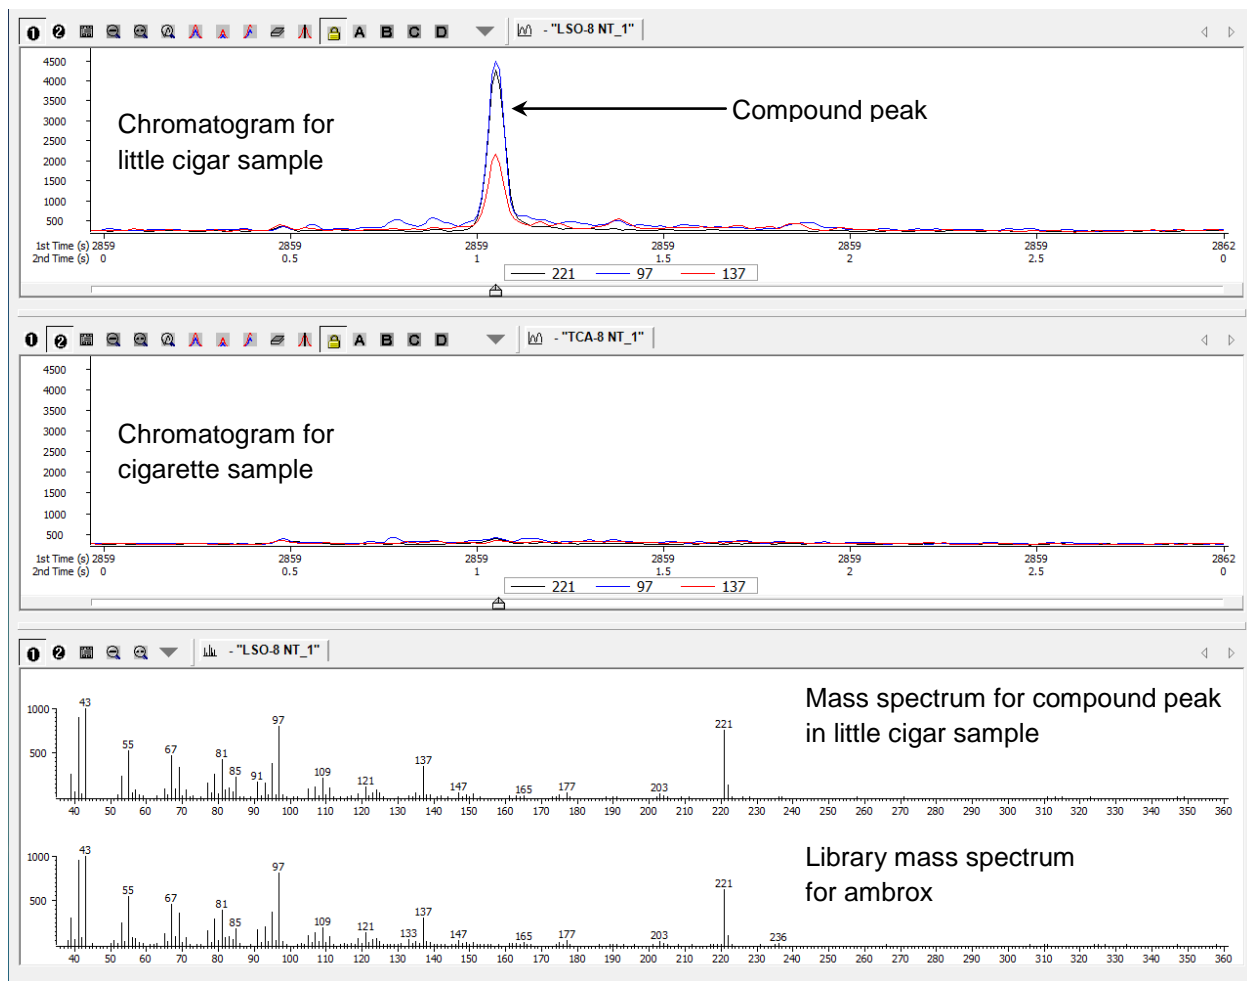 1 2 A B C D - "LSO-8 NT_1"
4500
4000
3500
3000
2500
2000
1500
1000
500
Chromatogram for
little cigar sample
Compound peak
1st Time (s) 2859 2859 2859 2859 2859 2859 2862
2nd Time (s) 0 0.5 1 1.5 2 2.5 0
221 97 137
1 2 A B C D - "TCA-8 NT_1"
4500
4000
3500
3000
2500
2000
1500
1000
500
Chromatogram for
cigarette sample
1st Time (s) 2859 2859 2859 2859 2859 2859 2862
2nd Time (s) 0 0.5 1 1.5 2 2.5 0
221 97 137
1 2 - "LSO-8 NT_1"
Mass spectrum for compound peak
in little cigar sample
1000
500
43 55 67 81 85 91 97 109 121 137 147 165 177 203 221
40 50 60 70 80 90 100 110 120 130 140 150 160 170 180 190 200 210 220 230 240 250 260 270 280 290 300 310 320 330 340 350 360
Library mass spectrum
for ambrox
1000
500
43 55 67 81 85 97 109 121 133 137 147 165 177 203 221 236
40 50 60 70 80 90 100 110 120 130 140 150 160 170 180 190 200 210 220 230 240 250 260 270 280 290 300 310 320 330 340 350 360